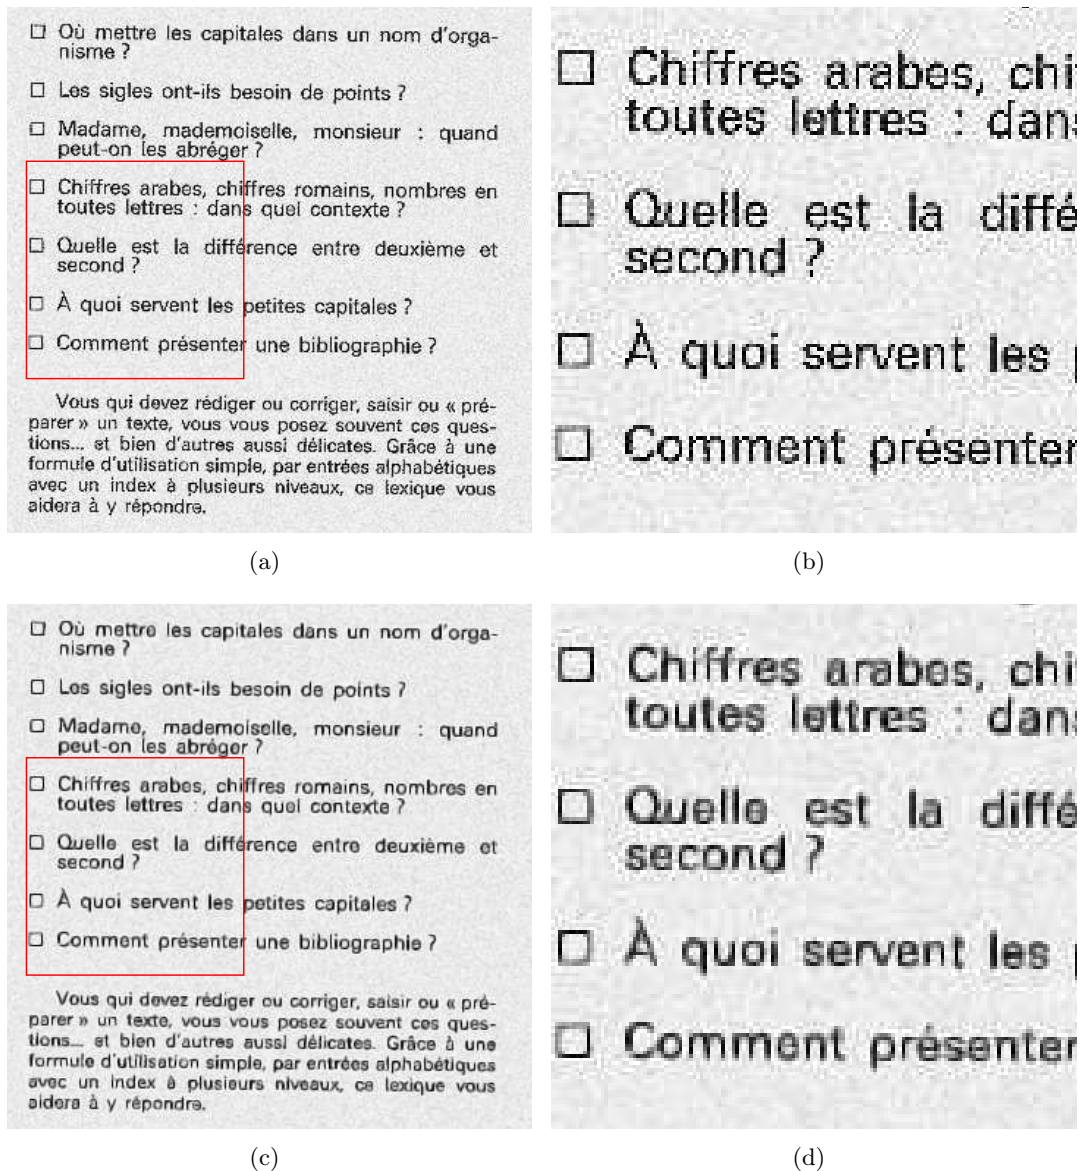 □ Où mettre les capitales dans un nom d'orga-
nisme ?
□ Les sigles ont-ils besoin de points ?
□ Madame, mademoiselle, monsieur : quand
peut-on les abréger ?
□ Chiffres arabes, chiffres romains, nombres en
toutes lettres : dans quel contexte ?
□ Quelle est la différence entre deuxième et
second ?
□ À quoi servent les petites capitales ?
□ Comment présenter une bibliographie ?
Vous qui devez rédiger ou corriger, saisir ou « pré-
parer » un texte, vous vous posez souvent ces ques-
tions... et bien d'autres aussi délicates. Grâce à une
formule d'utilisation simple, par entrées alphabétiques
avec un index à plusieurs niveaux, ce lexique vous
aidera à y répondre.
(a)
□ Chiffres arabes, chi
toutes lettres : dans
□ Quelle est la diffé
second ?
□ À quoi servent les p
□ Comment présenter
(b)
□ Où mettre les capitales dans un nom d'orga-
nisme ?
□ Les sigles ont-ils besoin de points ?
□ Madame, mademoiselle, monsieur : quand
peut-on les abréger ?
□ Chiffres arabes, chiffres romains, nombres en
toutes lettres : dans quel contexte ?
□ Quelle est la différence entre deuxième et
second ?
□ À quoi servent les petites capitales ?
□ Comment présenter une bibliographie ?
Vous qui devez rédiger ou corriger, saisir ou « pré-
parer » un texte, vous vous posez souvent ces ques-
tions... et bien d'autres aussi délicates. Grâce à une
formule d'utilisation simple, par entrées alphabétiques
avec un index à plusieurs niveaux, ce lexique vous
aidera à y répondre.
(c)
□ Chiffres arabes, chi
toutes lettres : dans
□ Quelle est la diffé
second ?
□ À quoi servent les p
□ Comment présenter
(d)